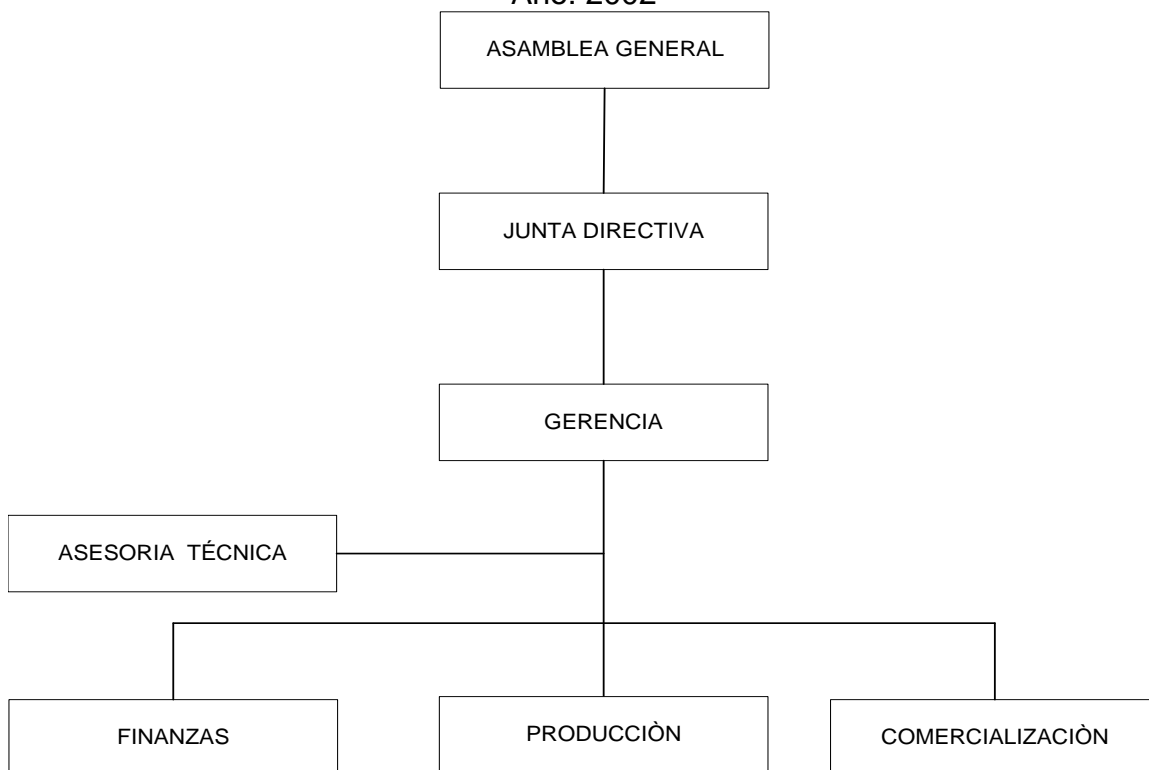 ASAMBLEA GENERAL
JUNTA DIRECTIVA
GERENCIA
ASESORIA TÉCNICA
FINANZAS
PRODUCCIÒN
COMERCIALIZACIÒN